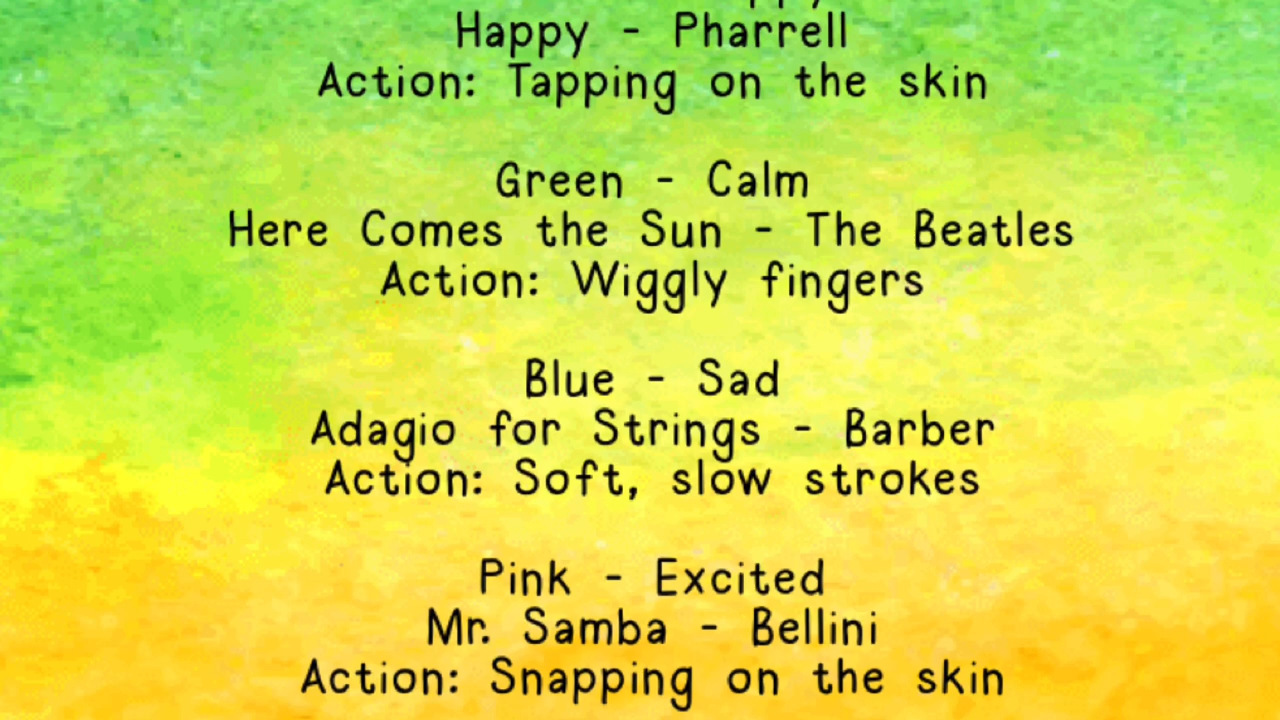 Happy - Pharrell
Action: Tapping on the skin
Green - Calm
Here Comes the Sun - The Beatles
Action: Wiggly fingers
Blue - Sad
Adagio for Strings - Barber
Action: Soft, slow strokes
Pink - Excited
Mr. Samba - Bellini
Action: Snapping on the skin